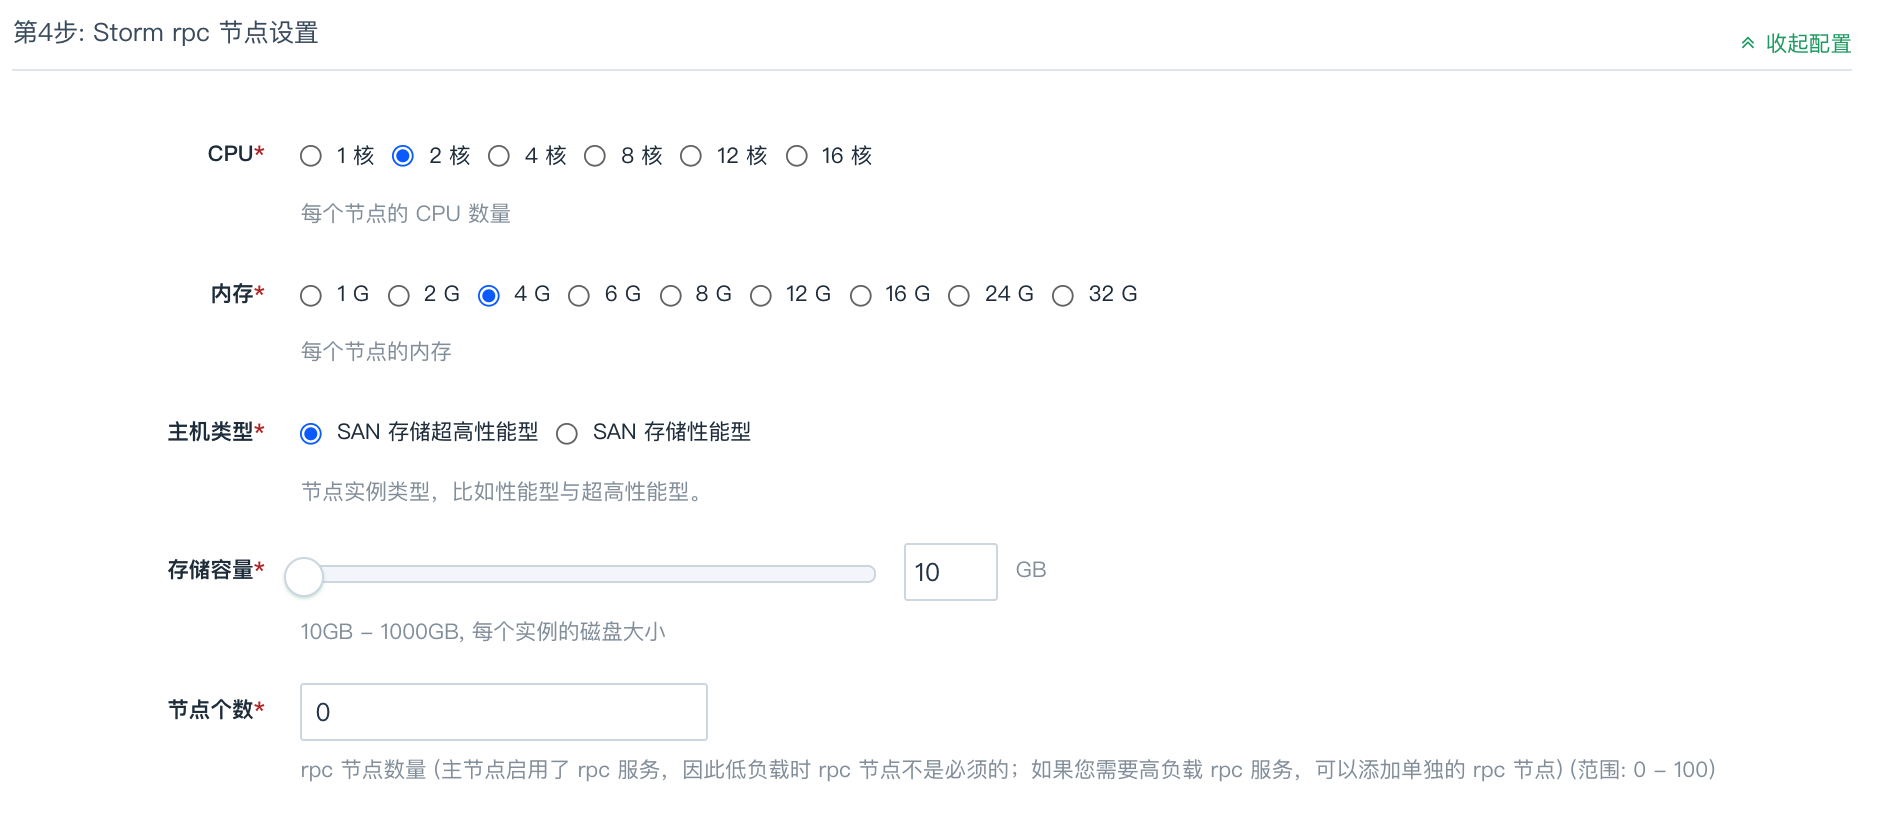 第4步: Storm rpc 节点设置
收起配置
CPU* 1 核 2 核 4 核 8 核 12 核 16 核
每个节点的 CPU 数量
内存* 1 G 2 G 4 G 6 G 8 G 12 G 16 G 24 G 32 G
每个节点的内存
主机类型* SAN 存储超高性能型 SAN 存储性能型
节点实例类型，比如性能型与超高性能型。
存储容量* 10 GB
10GB - 1000GB, 每个实例的磁盘大小
节点个数* 0
rpc 节点数量 (主节点启用了 rpc 服务，因此低负载时 rpc 节点不是必须的；如果您需要高负载 rpc 服务，可以添加单独的 rpc 节点) (范围: 0 - 100)